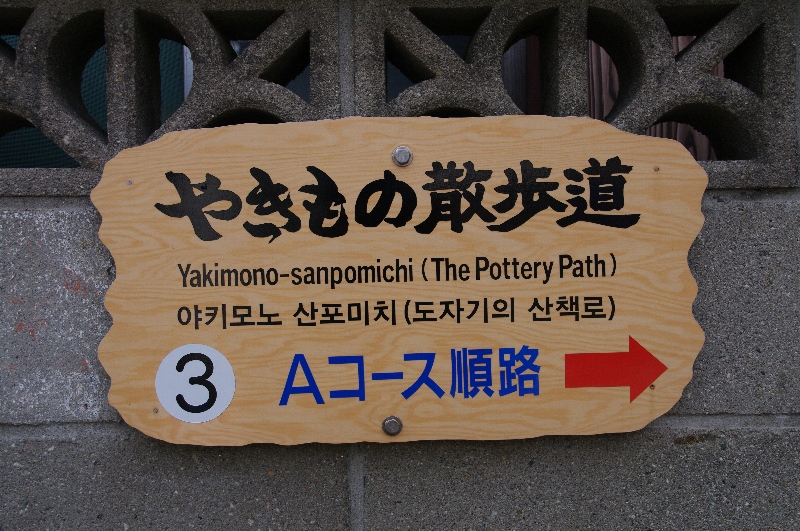 やきもの散歩道
Yakimono-sanpomichi (The Pottery Path)
야키모노 산포미치(도자기의 산책로)
3 Aコース順路